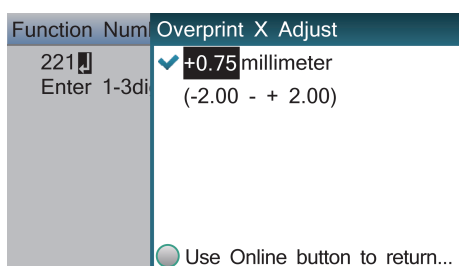 Function Num
221
Enter 1-3di
Overprint X Adjust
+0.75 millimeter
(-2.00 - + 2.00)
Use Online button to return...